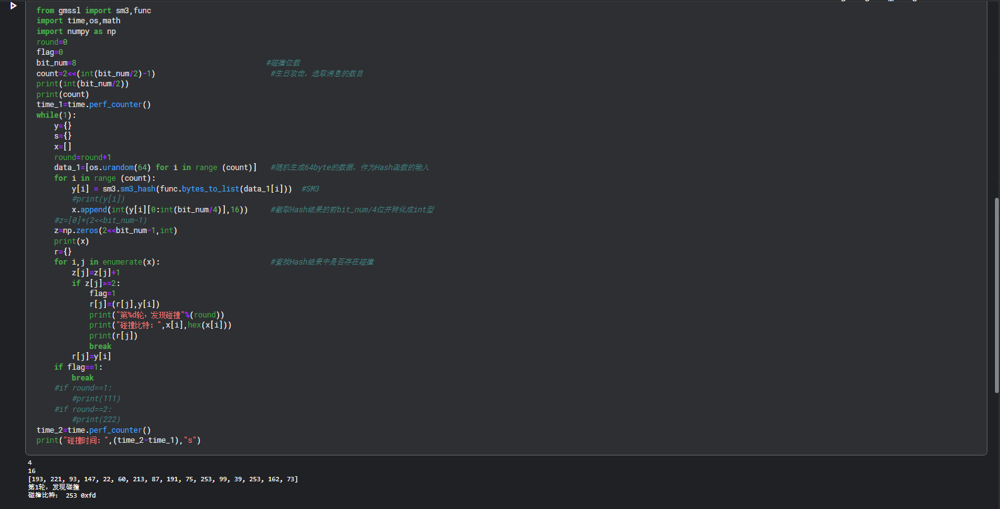 from gmssl import sm3,func
import time,os,math
import numpy as np
round=0
flag=0
bit_num=8 #碰撞位数
count=2<<(int(bit_num/2)-1) #生日攻击，选取消息的数目
print(int(bit_num/2))
print(count)
time_1=time.perf_counter()
while(1):
    y={}
    s={}
    x=[]
    round=round+1
    data_1=[os.urandom(64) for i in range (count)] #随机生成64byte的数据，作为Hash函数的输入
    for i in range (count):
        y[i] = sm3.sm3_hash(func.bytes_to_list(data_1[i])) #SM3
        #print(y[i])
        x.append(int(y[i][0:int(bit_num/4)],16)) #截取Hash结果的前bit_num/4位并转化成int型
    #z=[0]*(2<<bit_num-1)
    z=np.zeros(2<<bit_num-1,int)
    print(x)
    r={}
    for i,j in enumerate(x): #查找Hash结果中是否存在碰撞
        z[j]=z[j]+1
        if z[j]>=2:
            flag=1
            r[j]=(r[j],y[i])
            print("第%d轮，发现碰撞"%(round))
            print("碰撞比特：",x[i],hex(x[i]))
            print(r[j])
            break
        r[j]=y[i]
    if flag==1:
        break
    #if round==1:
        #print(111)
    #if round==2:
        #print(222)
time_2=time.perf_counter()
print("碰撞时间：",(time_2-time_1),"s")
4
16
[193, 221, 93, 147, 22, 60, 213, 87, 191, 75, 253, 99, 39, 253, 162, 73]
第1轮，发现碰撞
碰撞比特： 253 0xfd